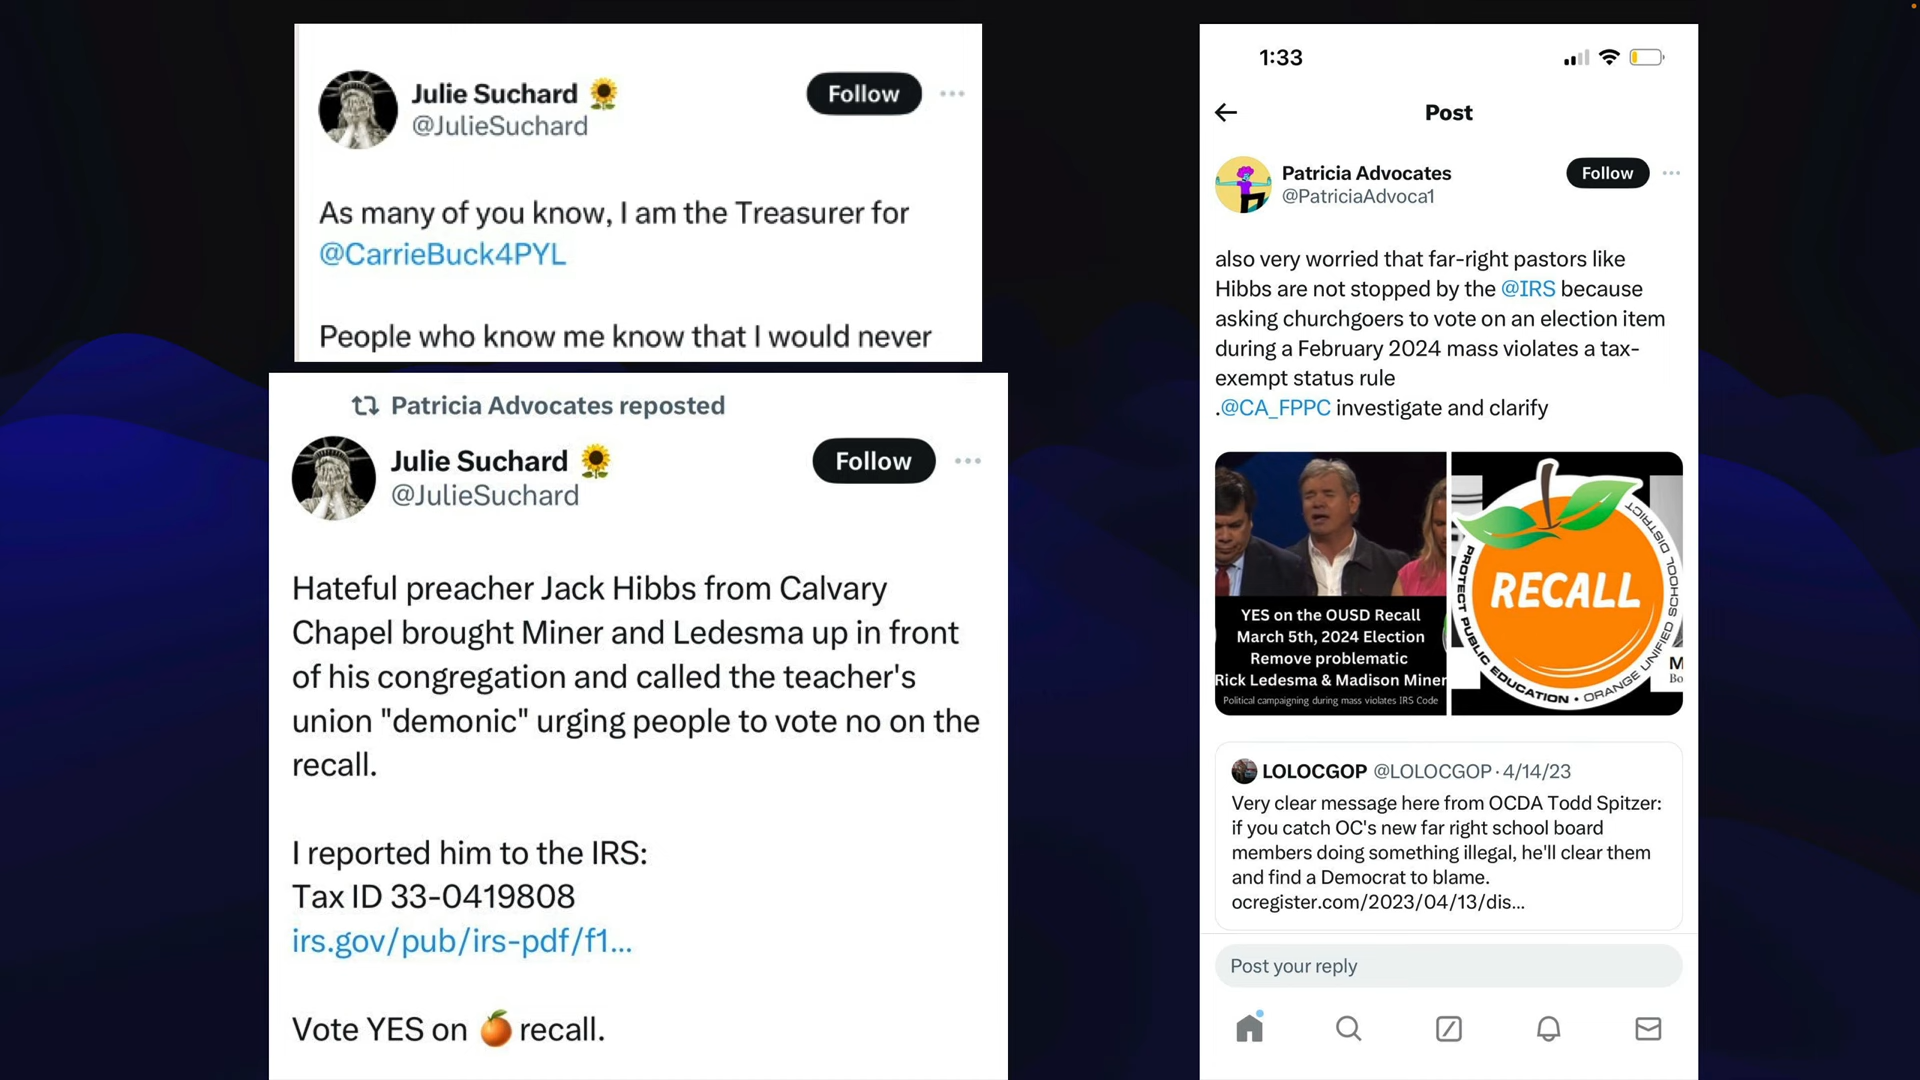 Julie Suchard 🌻
@JulieSuchard
Follow
As many of you know, I am the Treasurer for
@CarrieBuck4PYL
People who know me know that I would never
Patricia Advocates reposted
Julie Suchard 🌻
@JulieSuchard
Follow
Hateful preacher Jack Hibbs from Calvary
Chapel brought Miner and Ledesma up in front
of his congregation and called the teacher's
union "demonic" urging people to vote no on the
recall.
I reported him to the IRS:
Tax ID 33-0419808
irs.gov/pub/irs-pdf/f1...
Vote YES on 🍊 recall.
1:33
Post
Patricia Advocates
@PatriciaAdvoca1
Follow
also very worried that far-right pastors like
Hibbs are not stopped by the @IRS because
asking churchgoers to vote on an election item
during a February 2024 mass violates a tax-
exempt status rule
.@CA_FPPC investigate and clarify
YES on the OUSD Recall
March 5th, 2024 Election
Remove problematic
Rick Ledesma & Madison Miner
Political campaigning during mass violates IRS Code
RECALL
PROTECT PUBLIC EDUCATION • ORANGE UNIFIED SCHOOL DISTRICT
M
Bo
LOLOCGOP @LOLOCGOP · 4/14/23
Very clear message here from OCDA Todd Spitzer:
if you catch OC's new far right school board
members doing something illegal, he'll clear them
and find a Democrat to blame.
ocregister.com/2023/04/13/dis...
Post your reply